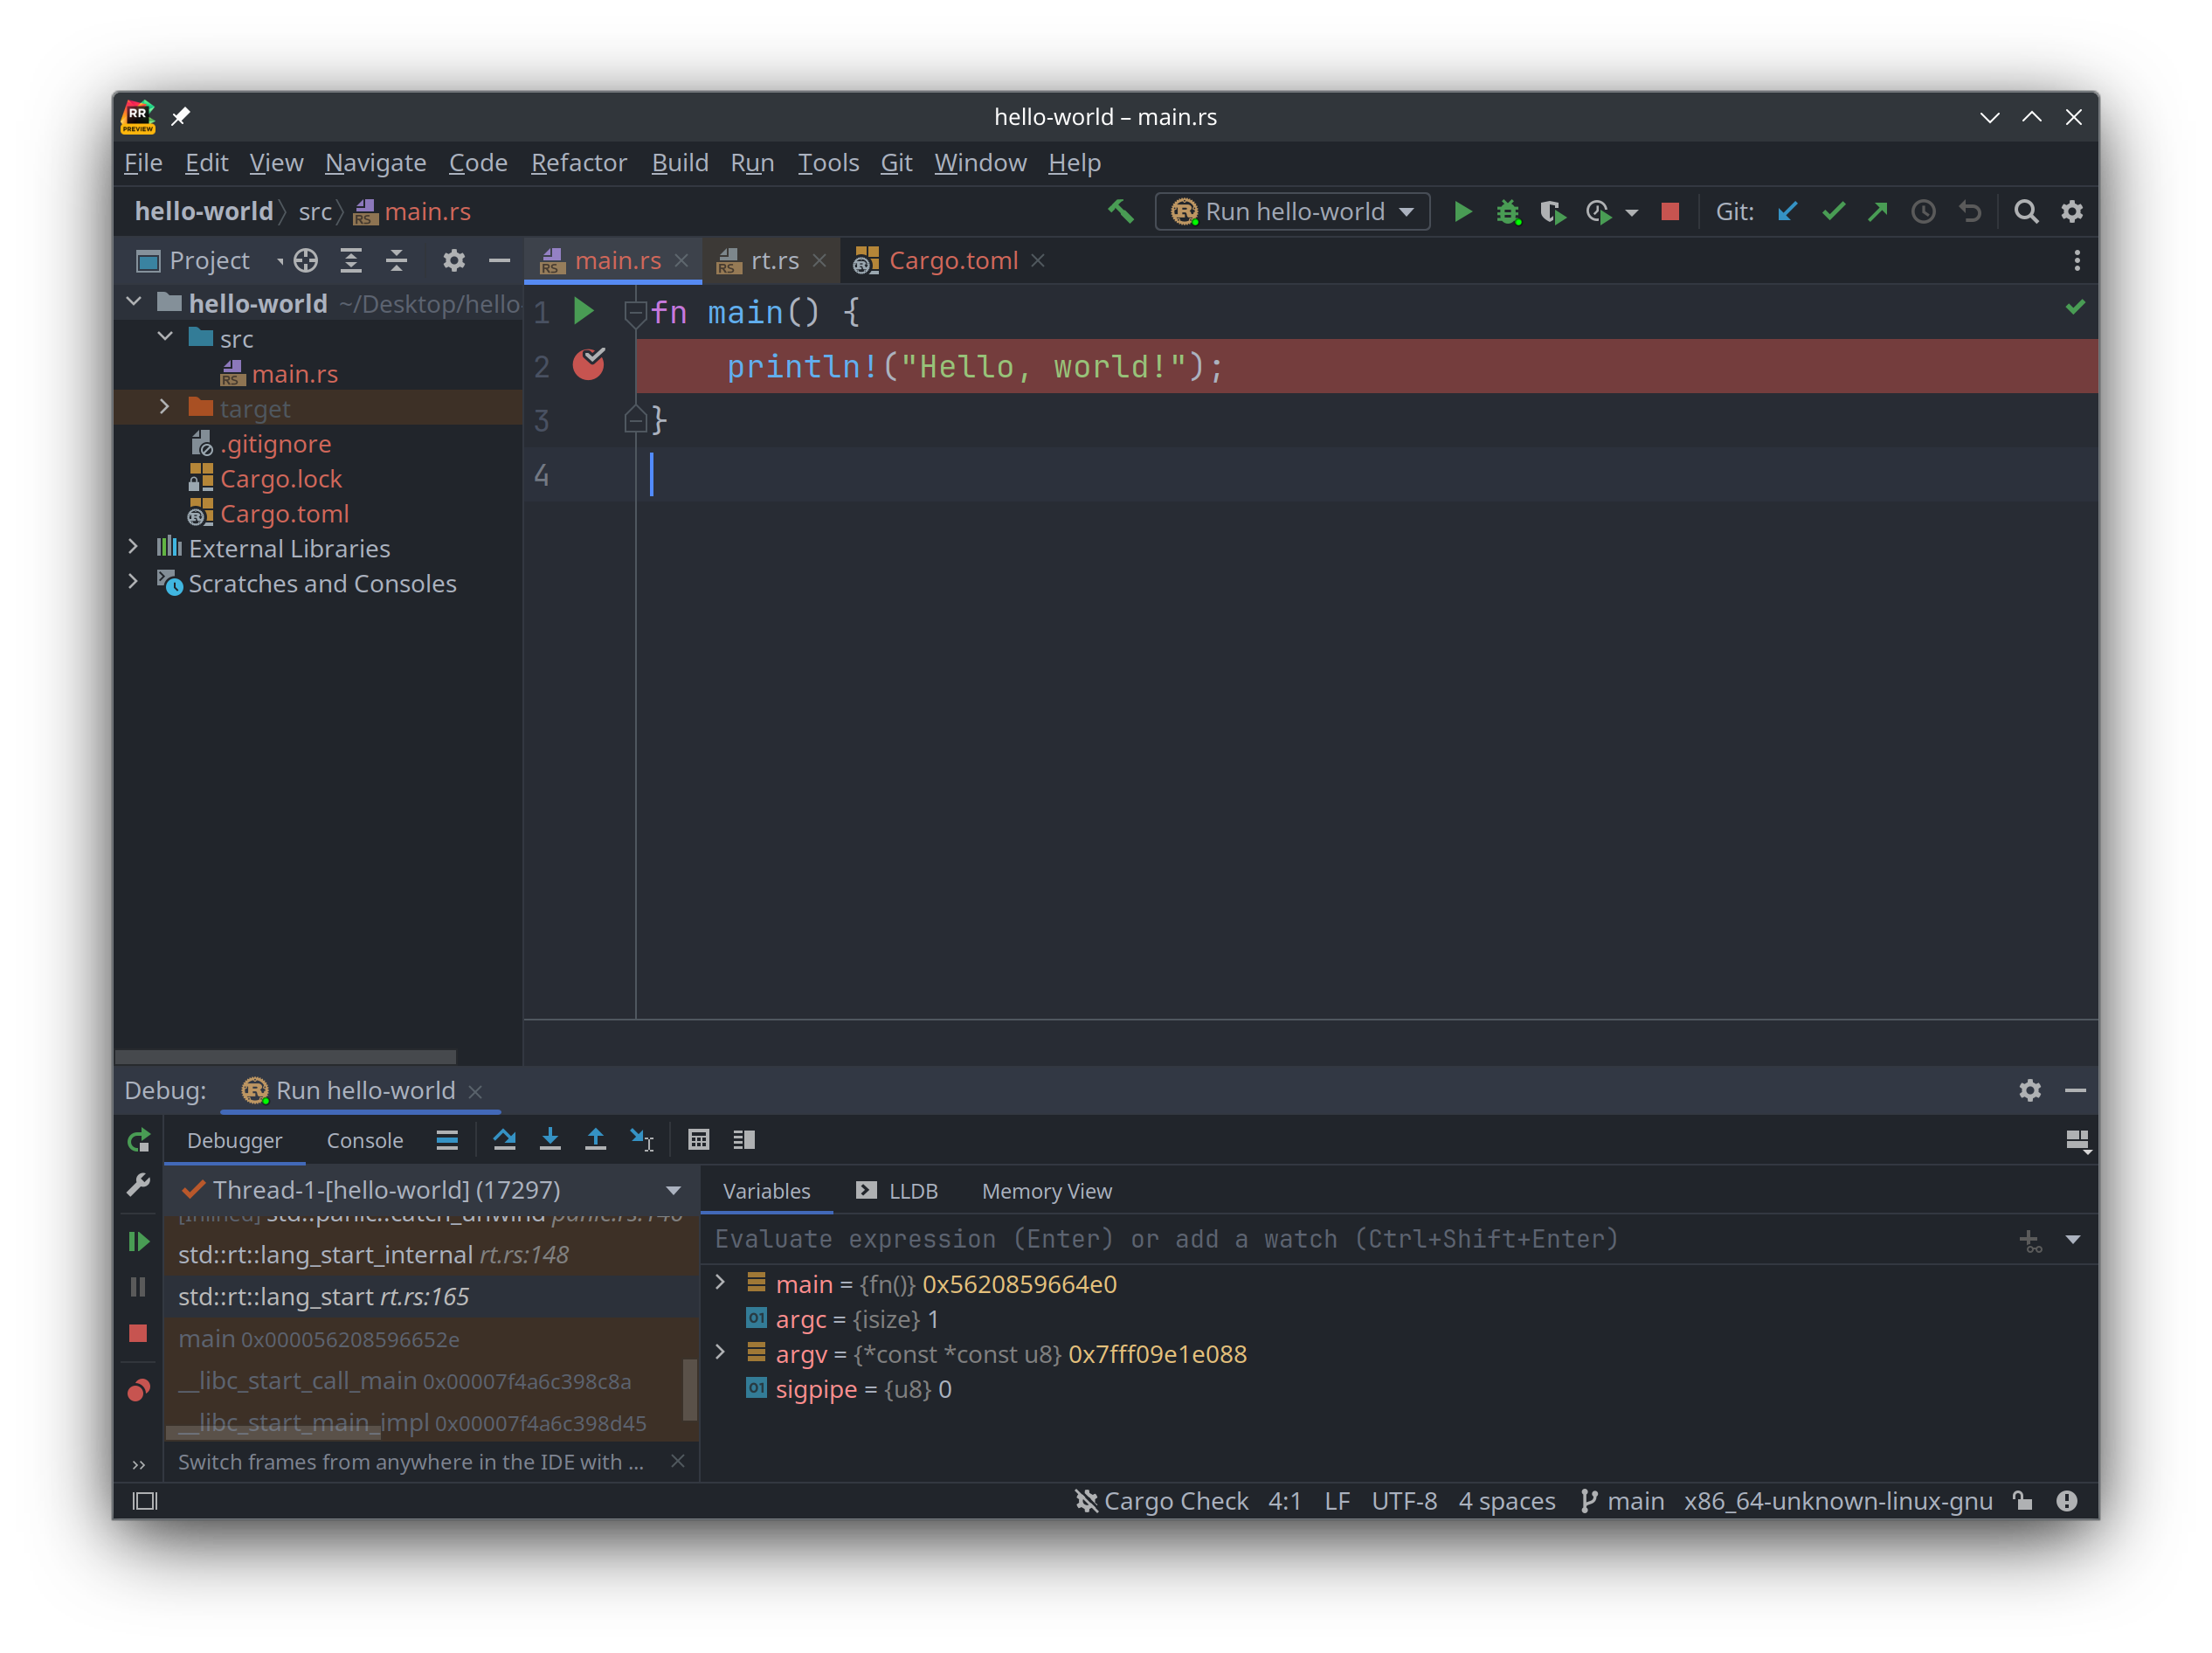 RR
PREVIEW
hello-world – main.rs
File Edit View Navigate Code Refactor Build Run Tools Git Window Help
hello-world src main.rs
Run hello-world
Git:
Project
main.rs
rt.rs
Cargo.toml
hello-world ~/Desktop/hello-
src
main.rs
target
.gitignore
Cargo.lock
Cargo.toml
External Libraries
Scratches and Consoles
1 fn main() {
2 println!("Hello, world!");
3 }
4
Debug: Run hello-world
Debugger Console
Thread-1-[hello-world] (17297)
[Inlined] std::panic::catch_unwind panic.rs:140
std::rt::lang_start_internal rt.rs:148
std::rt::lang_start rt.rs:165
main 0x000056208596652e
__libc_start_call_main 0x00007f4a6c398c8a
__libc_start_main_impl 0x00007f4a6c398d45
Switch frames from anywhere in the IDE with ...
Variables LLDB Memory View
Evaluate expression (Enter) or add a watch (Ctrl+Shift+Enter)
main = {fn()} 0x5620859664e0
argc = {isize} 1
argv = {*const *const u8} 0x7fff09e1e088
sigpipe = {u8} 0
Cargo Check 4:1 LF UTF-8 4 spaces main x86_64-unknown-linux-gnu